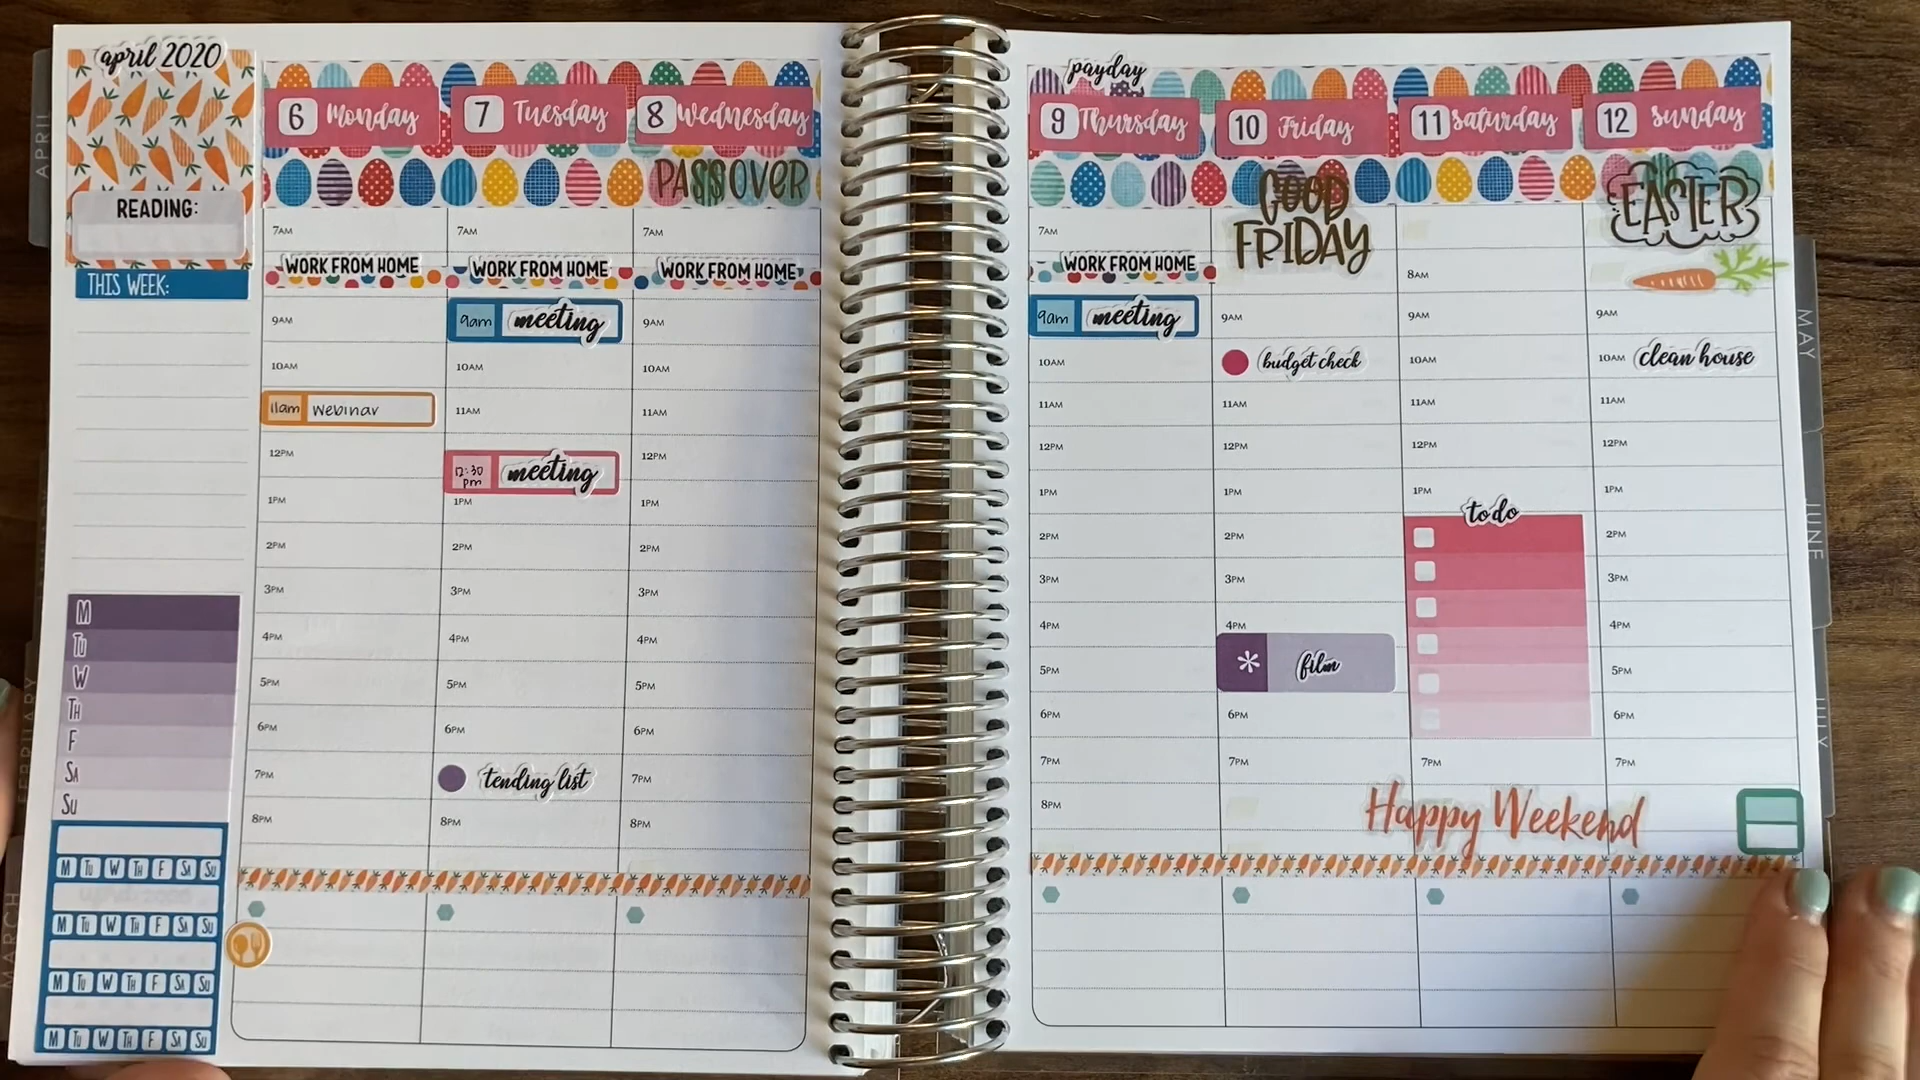 april 2020
READING:
THIS WEEK:
M
TU
W
TH
F
SA
SU
M TU W TH F SA SU
M TU W TH F SA SU
M TU W TH F SA SU
M TU W TH F SA SU
6 Monday
7AM
WORK FROM HOME
9AM
10AM
11am webinar
12PM
1PM
2PM
3PM
4PM
5PM
6PM
7PM
8PM
7 Tuesday
7AM
WORK FROM HOME
9am meeting
10AM
11AM
12:30 pm meeting
1PM
2PM
3PM
4PM
5PM
6PM
tending list
8PM
8 Wednesday
PASSOVER
7AM
WORK FROM HOME
9AM
10AM
11AM
12PM
1PM
2PM
3PM
4PM
5PM
6PM
7PM
8PM
payday
9 Thursday
7AM
WORK FROM HOME
9am meeting
10AM
11AM
12PM
1PM
2PM
3PM
4PM
5PM
6PM
7PM
8PM
10 Friday
GOOD
FRIDAY
9AM
budget check
11AM
12PM
1PM
2PM
3PM
4PM
* film
6PM
7PM
11 Saturday
8AM
9AM
10AM
11AM
12PM
1PM
to do
7PM
Happy Weekend
12 Sunday
EASTER
9AM
10AM clean house
11AM
12PM
1PM
2PM
3PM
4PM
5PM
6PM
7PM
APRIL
FEBRUARY
MARCH
MAY
JUNE
JULY